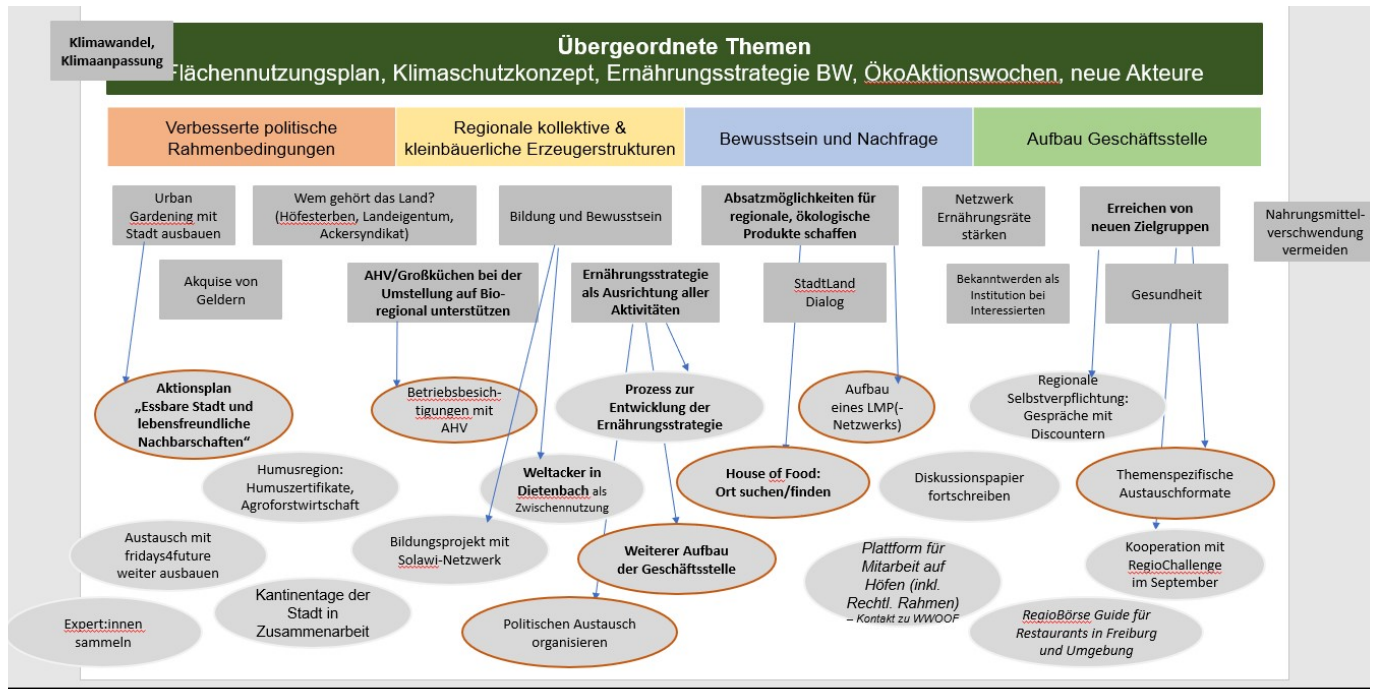 Klimawandel,
Klimaanpassung
Übergeordnete Themen
Flächennutzungsplan, Klimaschutzkonzept, Ernährungsstrategie BW, ÖkoAktionswochen, neue Akteure
Verbesserte politische
Rahmenbedingungen
Regionale kollektive &
kleinbäuerliche Erzeugerstrukturen
Bewusstsein und Nachfrage
Aufbau Geschäftsstelle
Urban
Gardening mit
Stadt ausbauen
Wem gehört das Land?
(Höfesterben, Landeigentum,
Ackersyndikat)
Bildung und Bewusstsein
Absatzmöglichkeiten für
regionale, ökologische
Produkte schaffen
Netzwerk
Ernährungsräte
stärken
Erreichen von
neuen Zielgruppen
Nahrungsmittel-
verschwendung
vermeiden
Akquise von
Geldern
AHV/Großküchen bei der
Umstellung auf Bio-
regional unterstützen
Ernährungsstrategie
als Ausrichtung aller
Aktivitäten
StadtLand
Dialog
Bekanntwerden als
Institution bei
Interessierten
Gesundheit
Aktionsplan
„Essbare Stadt und
lebensfreundliche
Nachbarschaften“
Betriebsbesich-
tigungen mit
AHV
Prozess zur
Entwicklung der
Ernährungsstrategie
Aufbau
eines LMP(-
Netzwerks)
Regionale
Selbstverpflichtung:
Gespräche mit
Discountern
Humusregion:
Humuszertifikate,
Agroforstwirtschaft
Weltacker in
Dietenbach als
Zwischennutzung
House of Food:
Ort suchen/finden
Diskussionspapier
fortschreiben
Themenspezifische
Austauschformate
Austausch mit
fridays4future
weiter ausbauen
Bildungsprojekt mit
Solawi-Netzwerk
Weiterer Aufbau
der Geschäftsstelle
Plattform für
Mitarbeit auf
Höfen (inkl.
Rechtl. Rahmen)
– Kontakt zu WWOOF
Kooperation mit
RegioChallenge
im September
Expert:innen
sammeln
Kantinentage der
Stadt in
Zusammenarbeit
Politischen Austausch
organisieren
RegioBörse Guide für
Restaurants in Freiburg
und Umgebung